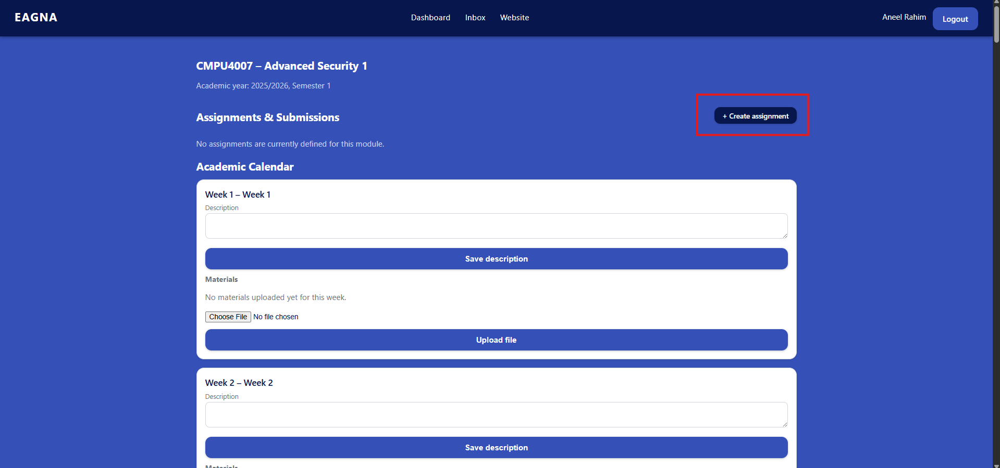 EAGNA
Dashboard Inbox Website
Aneel Rahim Logout
CMPU4007 – Advanced Security 1
Academic year: 2025/2026, Semester 1
Assignments & Submissions
+ Create assignment
No assignments are currently defined for this module.
Academic Calendar
Week 1 – Week 1
Description
Save description
Materials
No materials uploaded yet for this week.
Choose File No file chosen
Upload file
Week 2 – Week 2
Description
Save description
Materials